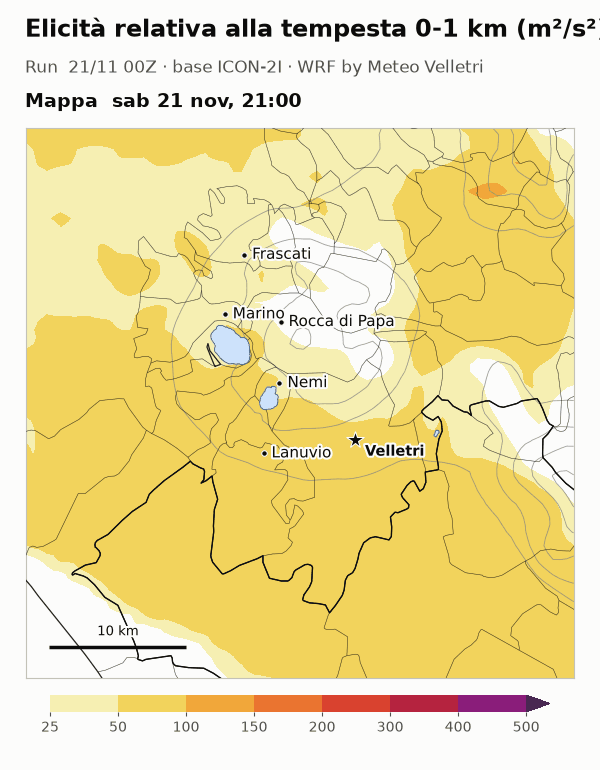 Elicità relativa alla tempesta 0-1 km (m²/s²)
Run 21/11 00Z · base ICON-2I · WRF by Meteo Velletri
Mappa sab 21 nov, 21:00
Frascati
Marino
Rocca di Papa
Nemi
Velletri
Lanuvio
10 km
25 50 100 150 200 300 400 500